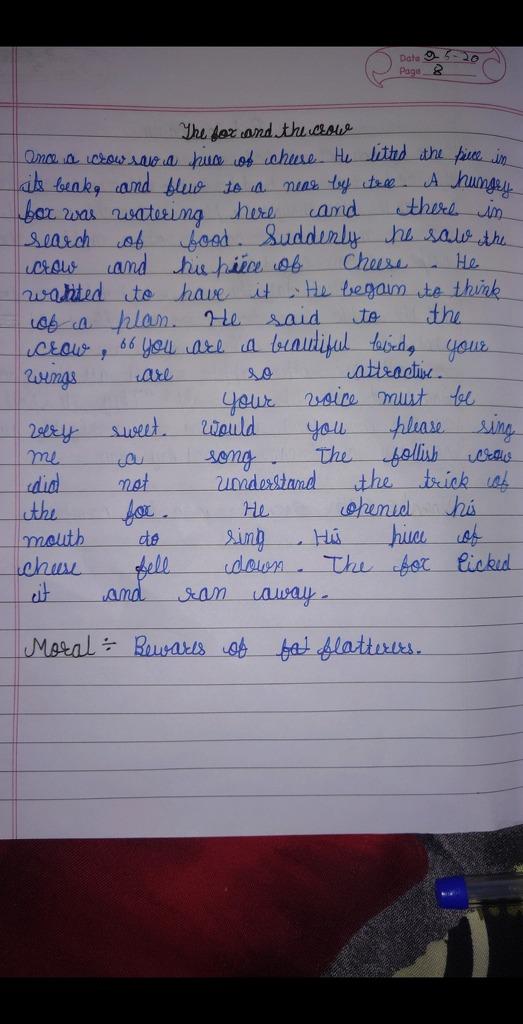 Date 2-5-20
Page 8
The fox and the crow
Once a crow saw a piece of cheese. He litted the piece in
its beak, and flew to a near by tree. A hungry
fox was watering here and there in
search of food. Suddenly he saw the
crow and his piece of Cheese. He
wanted to have it. He begain to think
of a plan. He said to the
crow, "You are a beautiful bird, your
wings are so attractive.
Your voice must be
very sweet. Would you please sing
me a song. The follish crow
did not understand the trick of
the fox. He opened his
mouth to sing. His piece of
cheese fell down. The fox Picked
it and ran away.
Moral ÷ Bewares of flatterers.